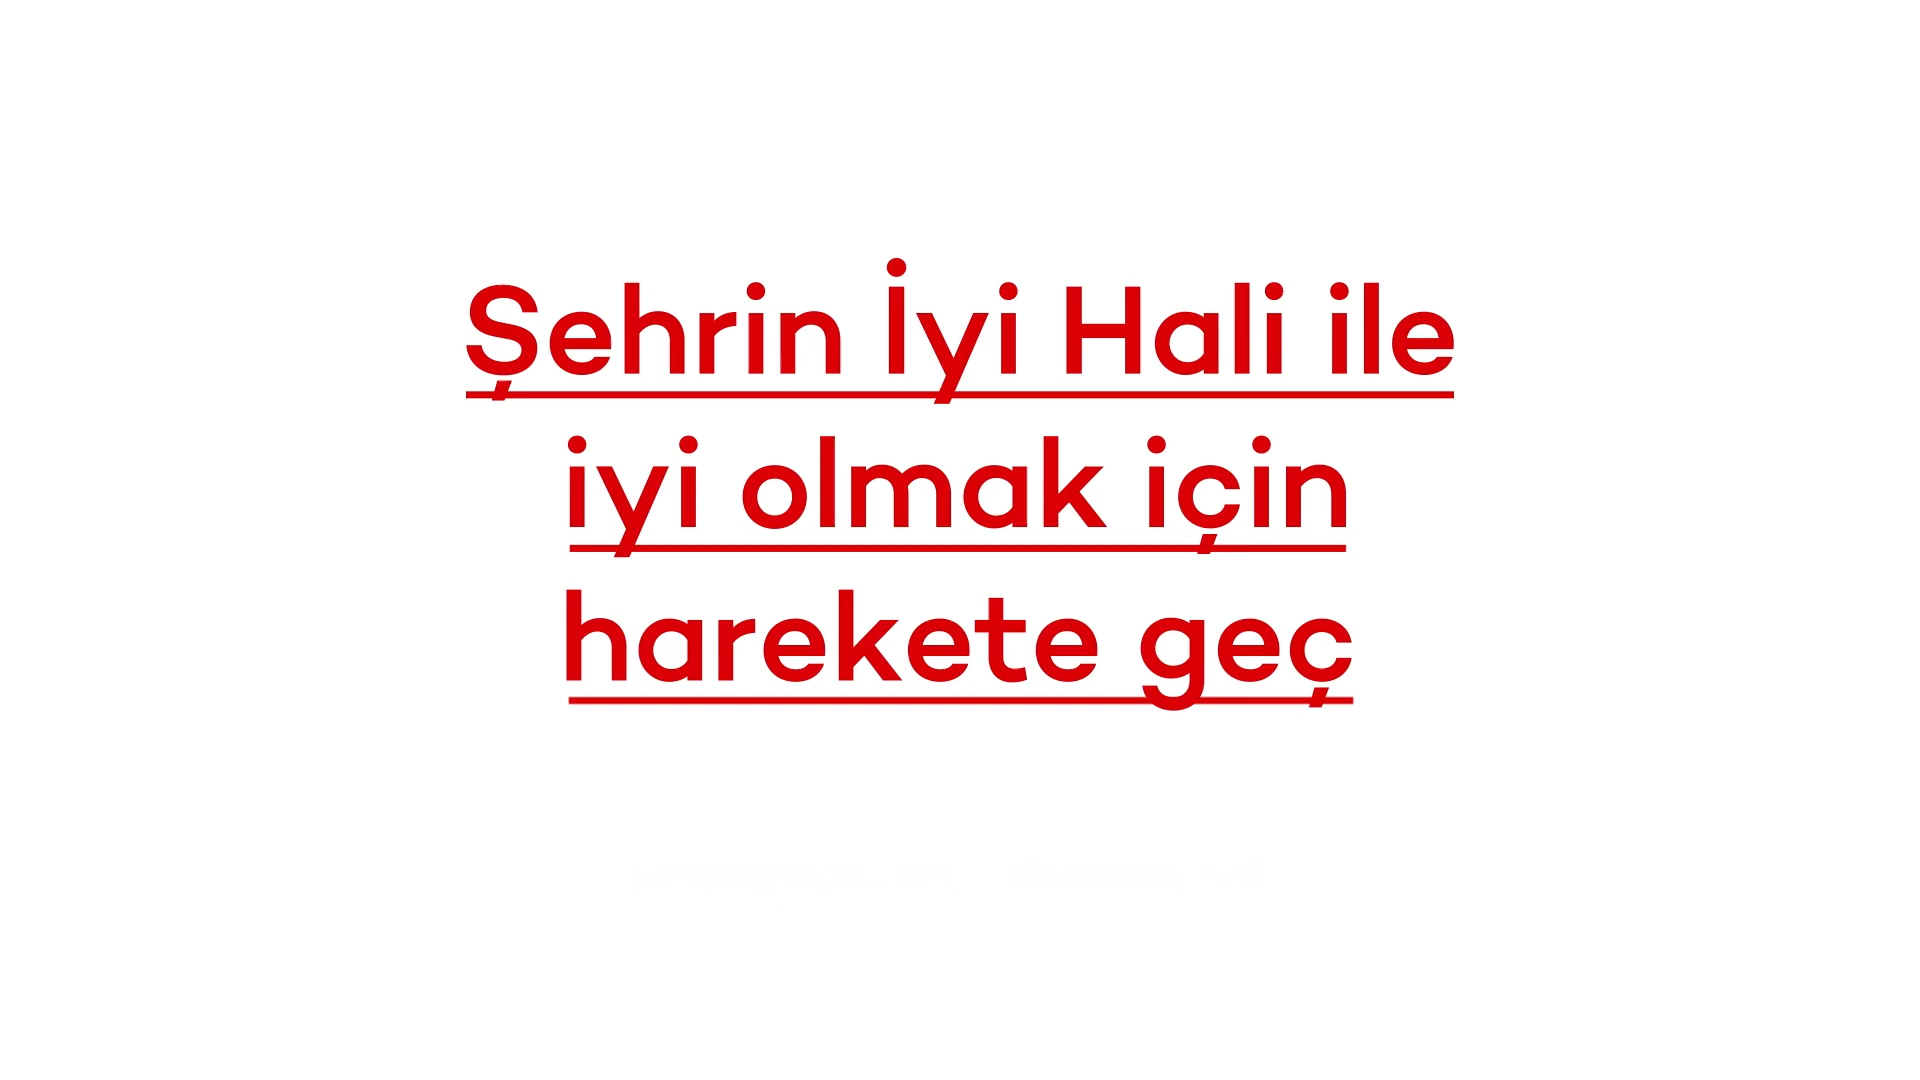 Şehrin İyi Hali ile
iyi olmak için
harekete geç